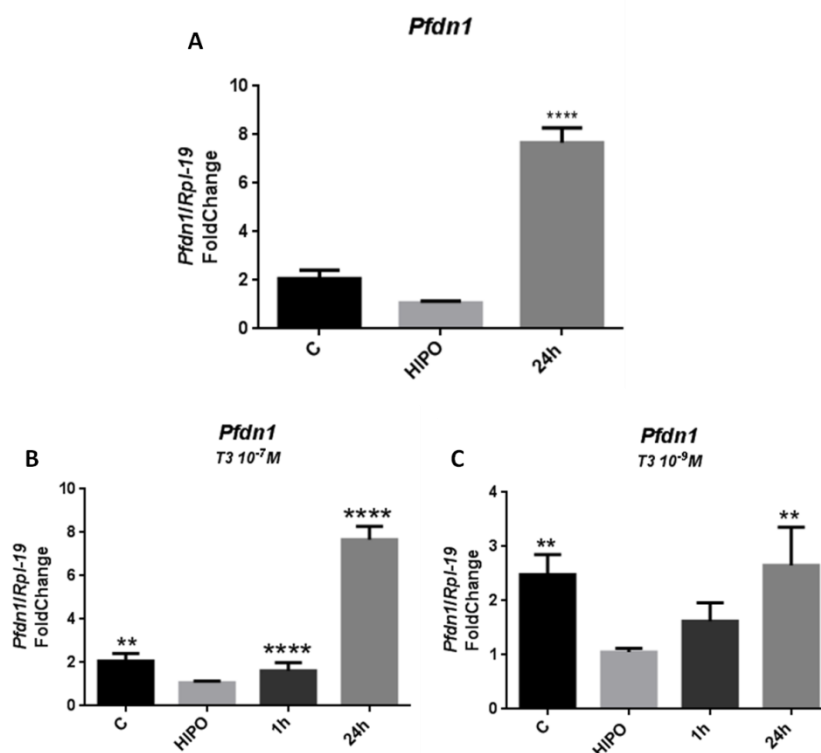 A
Pfdn1
Pfdn1/Rpl-19
FoldChange
10
8
6
4
2
0
****
C
HIPO
24h
B
Pfdn1
T3 10⁻⁷M
Pfdn1/Rpl-19
FoldChange
10
8
6
4
2
0
**
****
****
C
HIPO
1h
24h
C
Pfdn1
T3 10⁻⁹M
Pfdn1/Rpl-19
FoldChange
4
3
2
1
0
**
**
C
HIPO
1h
24h